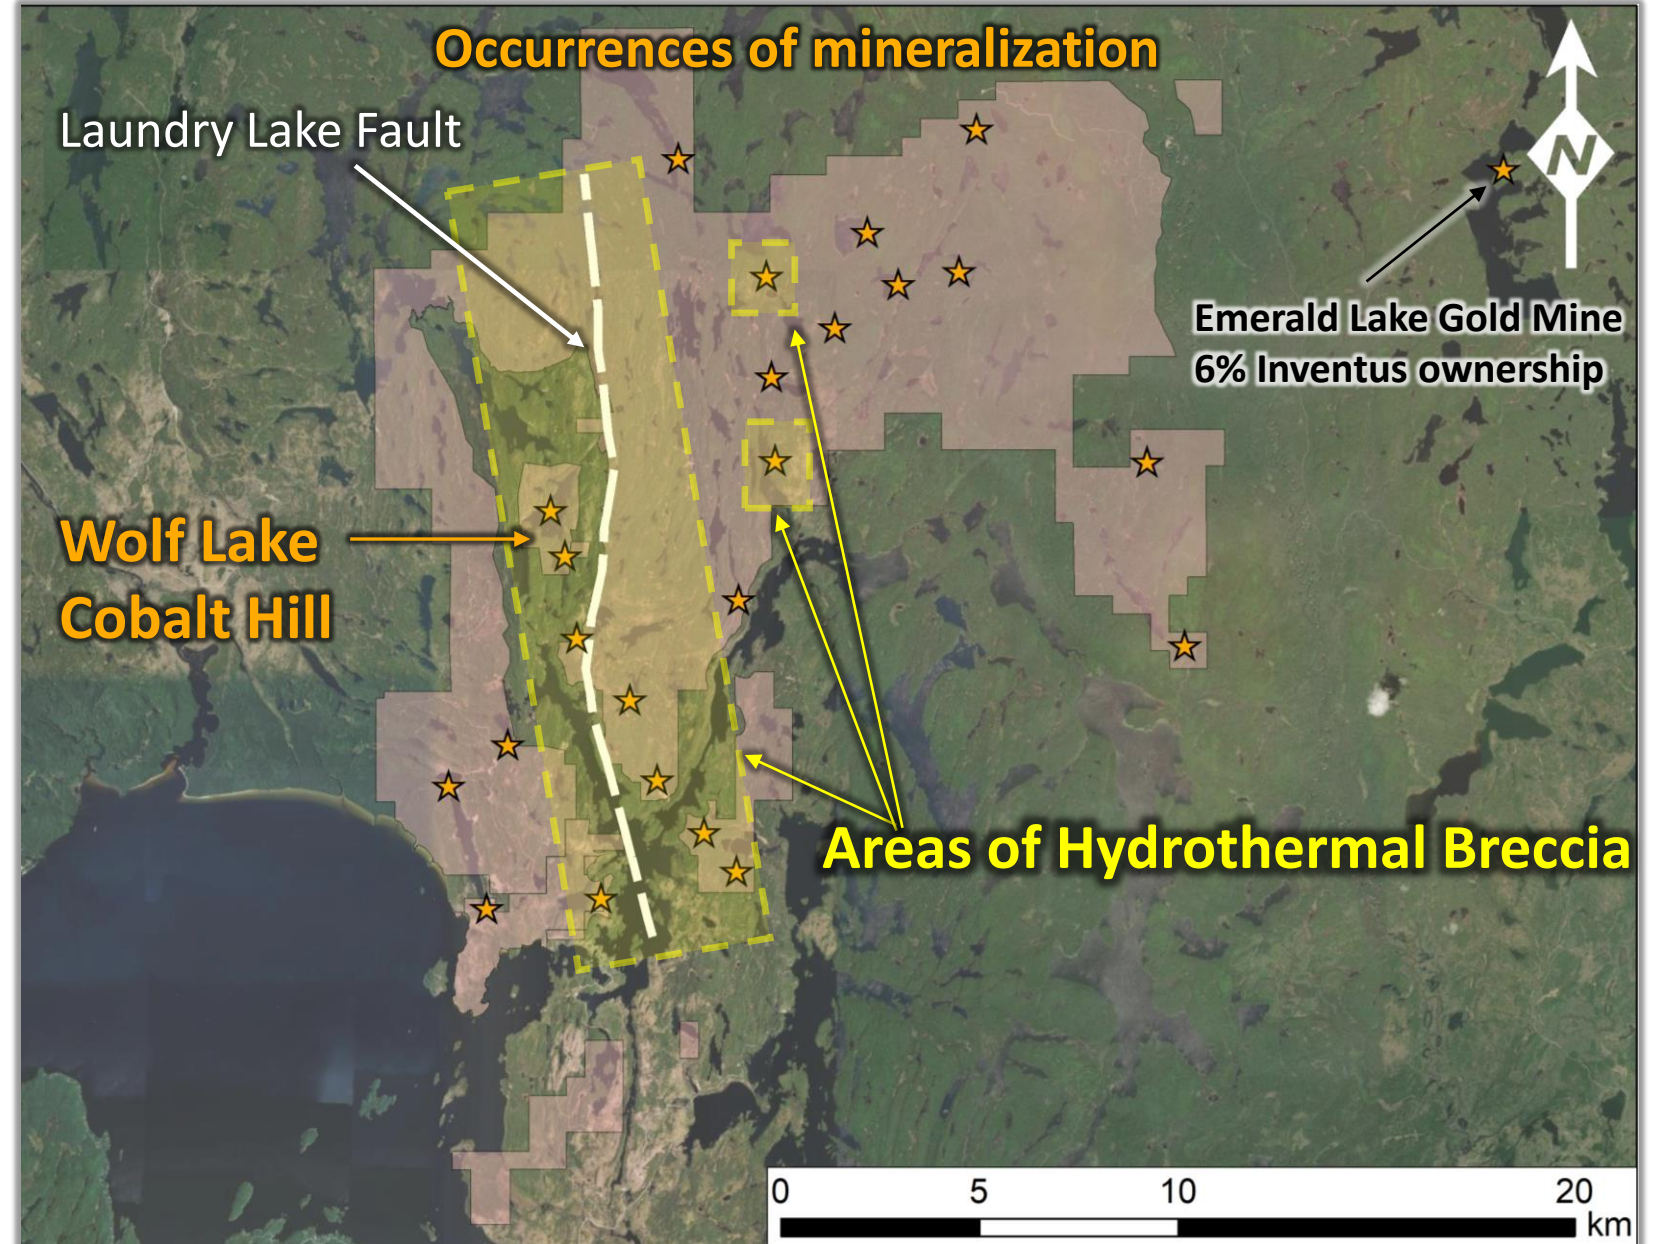 Occurrences of mineralization
Laundry Lake Fault
N
Emerald Lake Gold Mine
6% Inventus ownership
Wolf Lake
Cobalt Hill
Areas of Hydrothermal Breccia
0 5 10 20
km